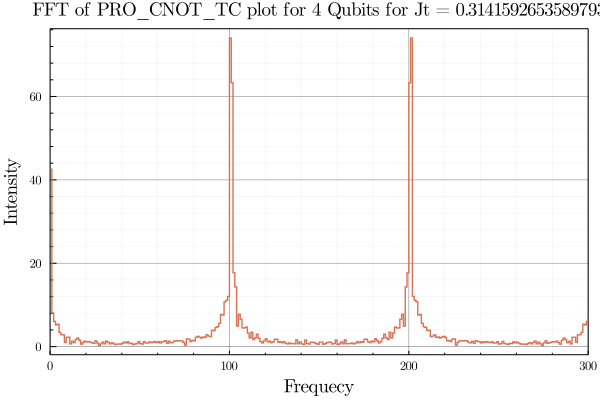 FFT of PRO_CNOT_TC plot for 4 Qubits for Jt = 0.314159265358979
Intensity
60
40
20
0
0 100 200 300
Frequecy